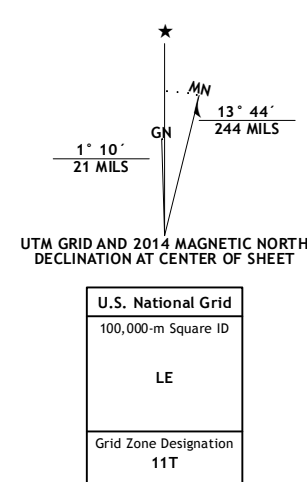 MN
GN
13° 44´
244 MILS
1° 10´
21 MILS
UTM GRID AND 2014 MAGNETIC NORTH
DECLINATION AT CENTER OF SHEET
U.S. National Grid
100,000-m Square ID
LE
Grid Zone Designation
11T